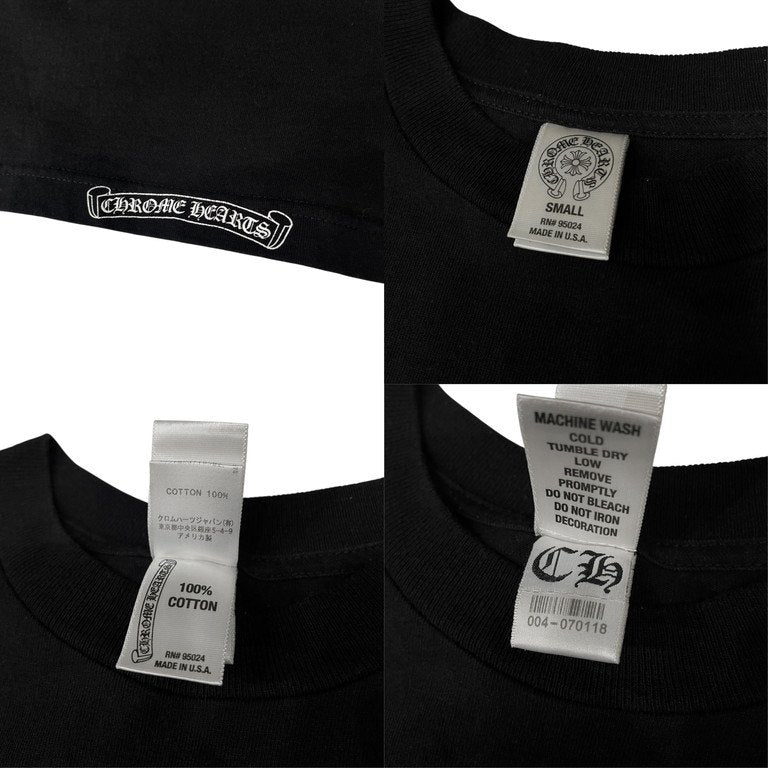 CHROME HEARTS
CHROME HEARTS
SMALL
RN# 95024
MADE IN U.S.A.
COTTON 100%
クロムハーツジャパン(有)
東京都中央区銀座5-4-9
アメリカ製
CHROME HEARTS
100%
COTTON
RN# 95024
MADE IN U.S.A.
MACHINE WASH
COLD
TUMBLE DRY
LOW
REMOVE
PROMPTLY
DO NOT BLEACH
DO NOT IRON
DECORATION
CH
004-070118